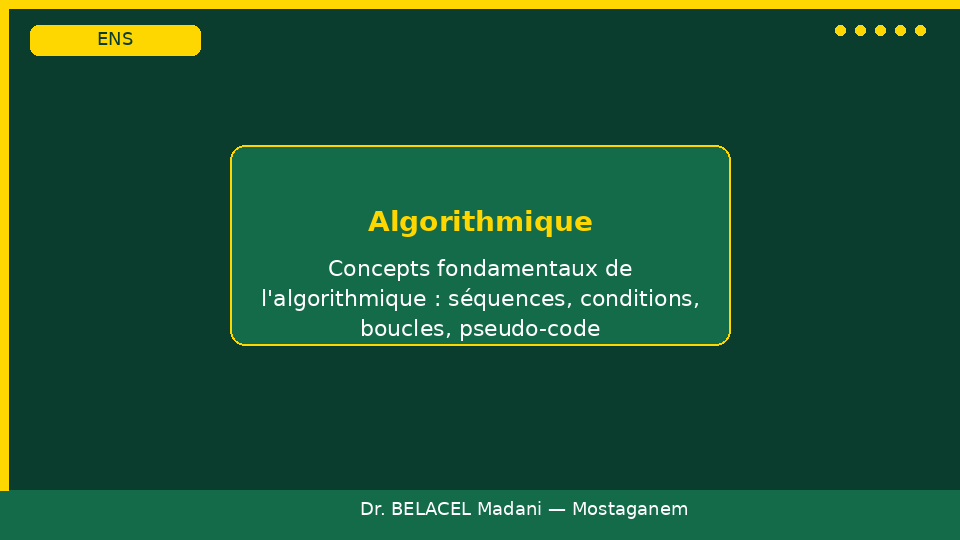 ENS
Algorithmique
Concepts fondamentaux de
l'algorithmique : séquences, conditions,
boucles, pseudo-code
Dr. BELACEL Madani — Mostaganem